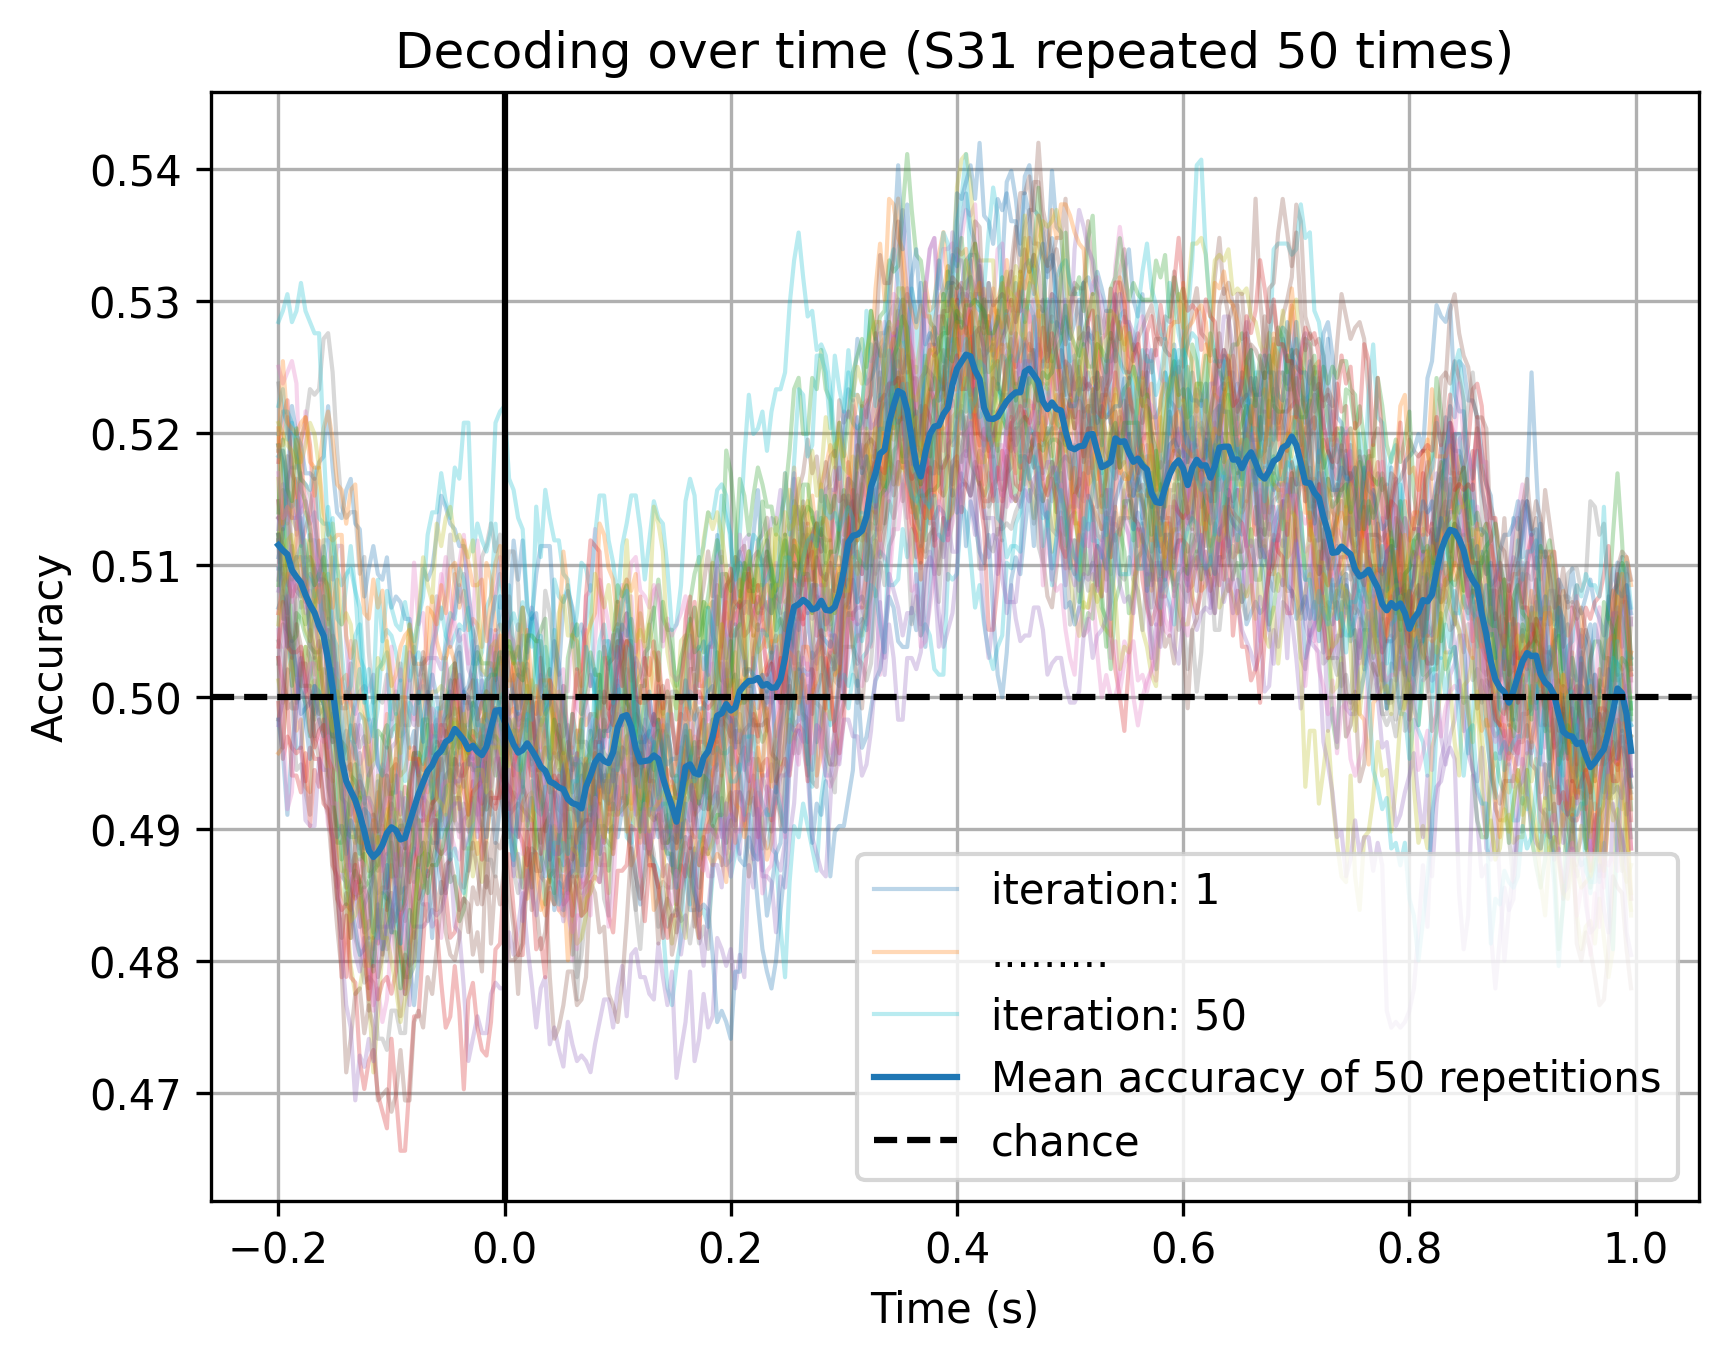 Decoding over time (S31 repeated 50 times)
Accuracy
0.54
0.53
0.52
0.51
0.50
0.49
0.48
0.47
iteration: 1
.........
iteration: 50
Mean accuracy of 50 repetitions
chance
−0.2 0.0 0.2 0.4 0.6 0.8 1.0
Time (s)